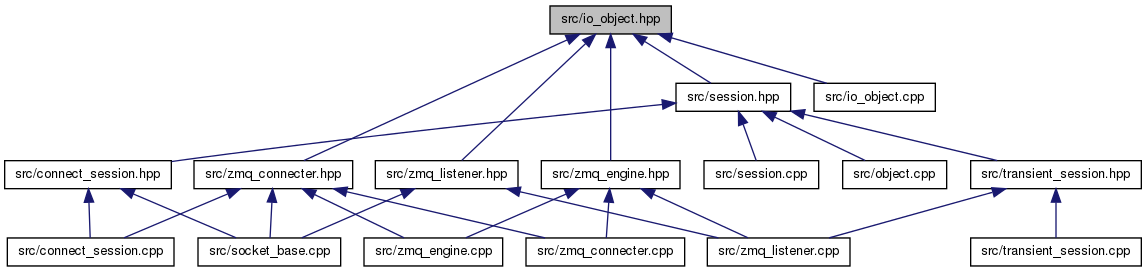 src/io_object.hpp
src/session.hpp
src/io_object.cpp
src/connect_session.hpp
src/zmq_connecter.hpp
src/zmq_listener.hpp
src/zmq_engine.hpp
src/session.cpp
src/object.cpp
src/transient_session.hpp
src/connect_session.cpp
src/socket_base.cpp
src/zmq_engine.cpp
src/zmq_connecter.cpp
src/zmq_listener.cpp
src/transient_session.cpp